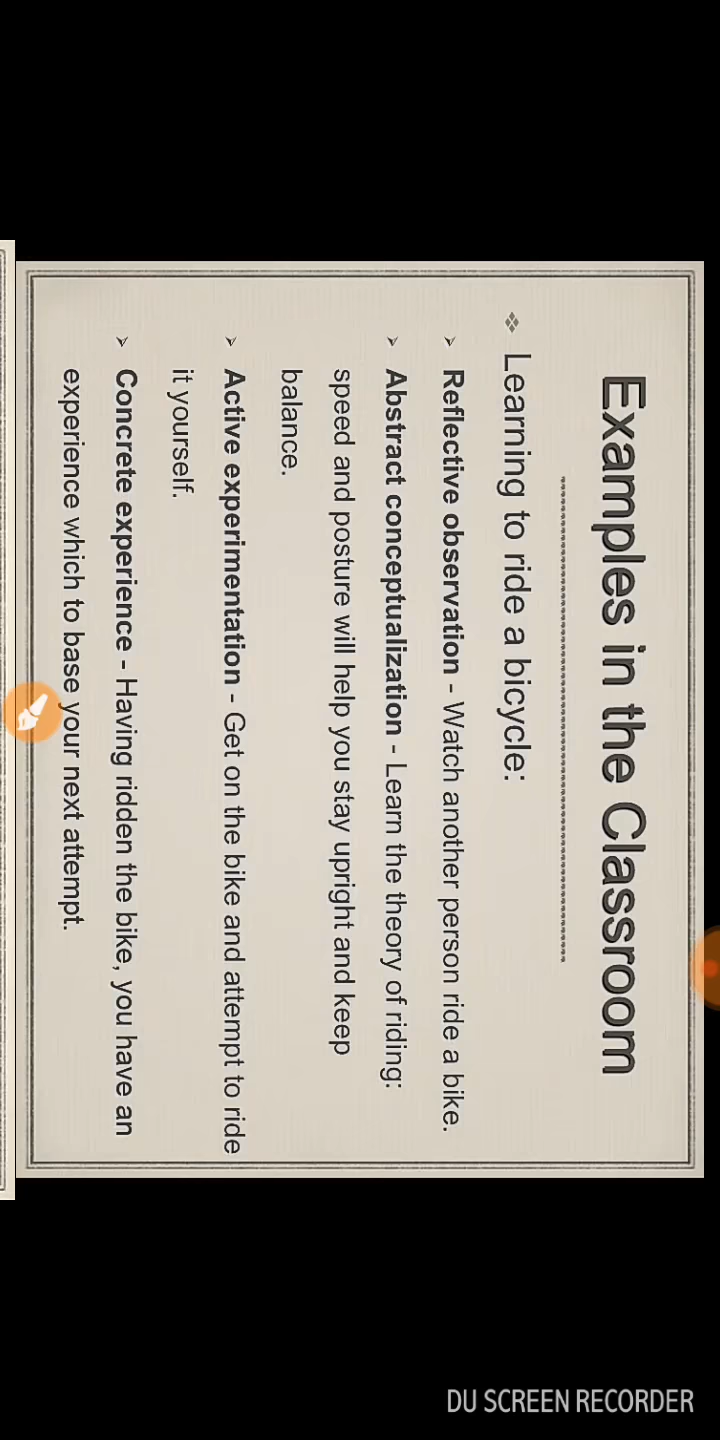 Examples in the Classroom
❖ Learning to ride a bicycle:
➢ Reflective observation - Watch another person ride a bike.
➢ Abstract conceptualization - Learn the theory of riding:
speed and posture will help you stay upright and keep
balance.
➢ Active experimentation - Get on the bike and attempt to ride
it yourself.
➢ Concrete experience - Having ridden the bike, you have an
experience which to base your next attempt.
DU SCREEN RECORDER